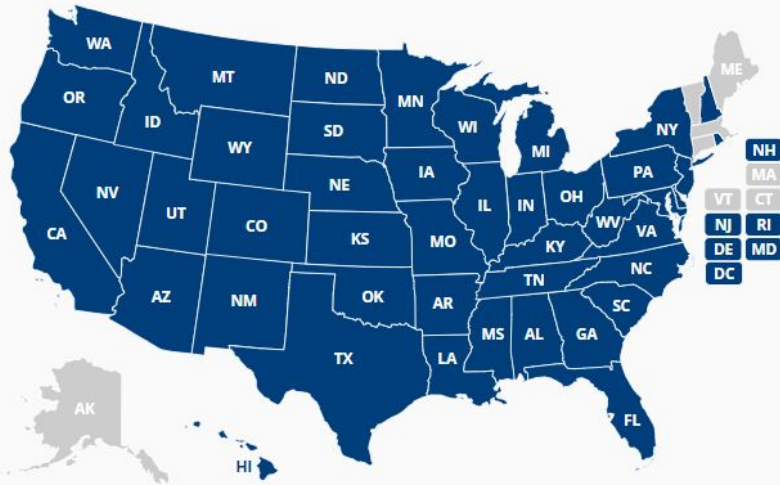 WA
ME
MT
ND
MN
OR
ID
WI
NY
SD
WY
MI
NH
IA
PA
MA
NE
NV
IL
IN
OH
VT
CT
UT
CO
WV
VA
NJ
RI
CA
KS
MO
KY
DE
MD
NC
DC
TN
AZ
NM
OK
AR
SC
MS
AL
GA
TX
LA
AK
FL
HI